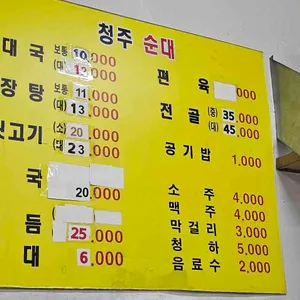 청주 순대
대국 보통 10,000
(대) 13,000
장탕 보통 11,000
(대) 13,000
고기 (소) 20,000
(대) 23,000
국 20,000
듬 25,000
대 6,000
편육 ,000
전골 (중) 35,000
(대) 45,000
공기밥 1,000
소주 4,000
맥주 4,000
막걸리 3,000
청하 5,000
음료수 2,000